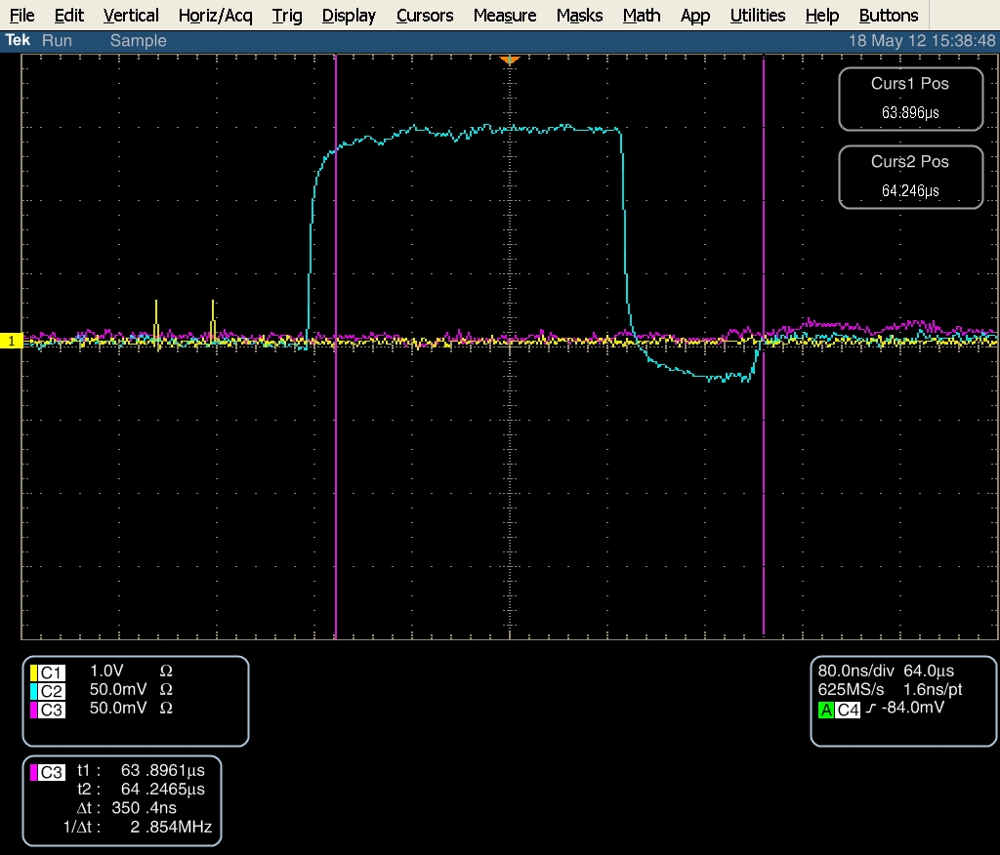 File Edit Vertical Horiz/Acq Trig Display Cursors Measure Masks Math App Utilities Help Buttons
Tek Run Sample 18 May 12 15:38:48
Curs1 Pos
63.896µs
Curs2 Pos
64.246µs
1
C1 1.0V Ω
C2 50.0mV Ω
C3 50.0mV Ω
80.0ns/div 64.0µs
625MS/s 1.6ns/pt
A C4 -84.0mV
C3 t1 : 63 .8961µs
t2 : 64 .2465µs
Δt : 350 .4ns
1/Δt : 2 .854MHz